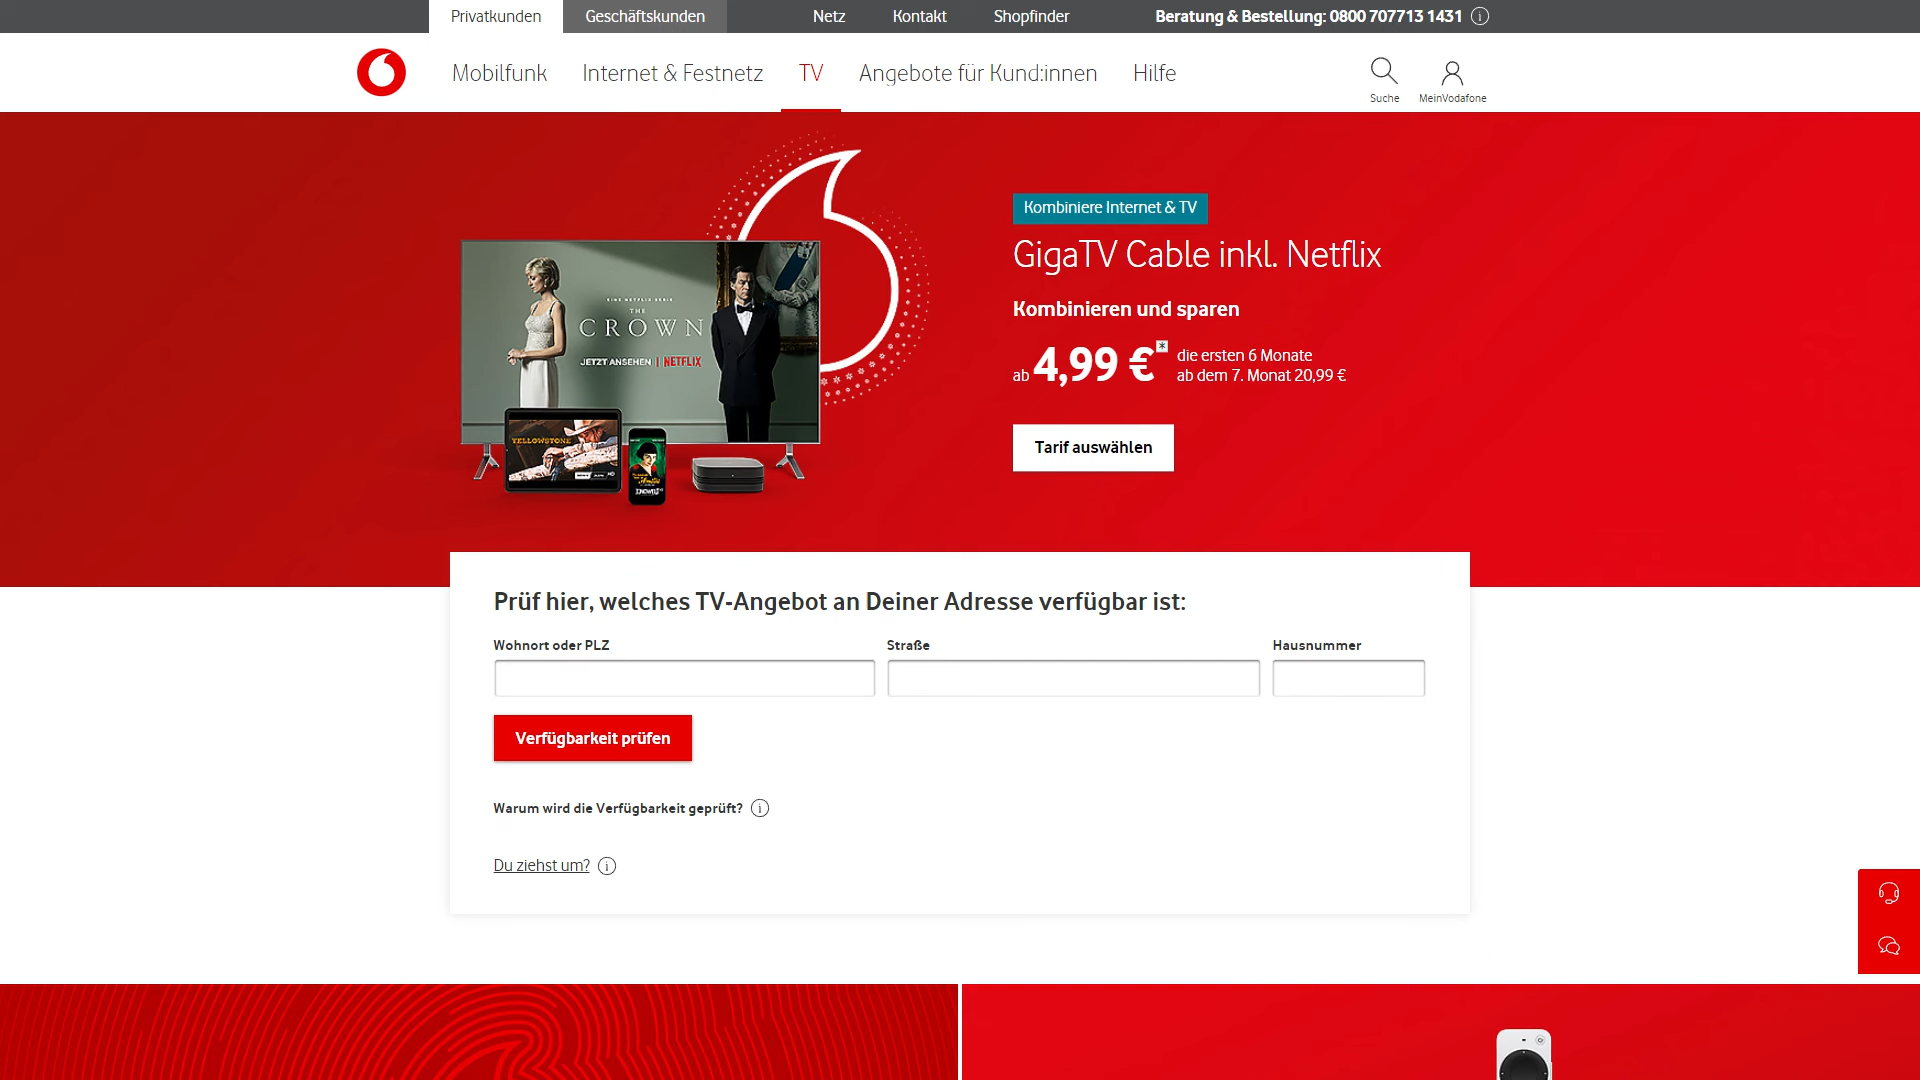 Privatkunden
Geschäftskunden
Netz
Kontakt
Shopfinder
Beratung & Bestellung: 0800 707713 1431
Mobilfunk
Internet & Festnetz
TV
Angebote für Kund:innen
Hilfe
Suche
MeinVodafone
Kombiniere Internet & TV
GigaTV Cable inkl. Netflix
Kombinieren und sparen
ab 4,99 €*
die ersten 6 Monate
ab dem 7. Monat 20,99 €
Tarif auswählen
EINE NETFLIX SERIE
THE
CROWN
JETZT ANSEHEN | NETFLIX
YELLOWSTONE
Prüf hier, welches TV-Angebot an Deiner Adresse verfügbar ist:
Wohnort oder PLZ
Straße
Hausnummer
Verfügbarkeit prüfen
Warum wird die Verfügbarkeit geprüft?
Du ziehst um?